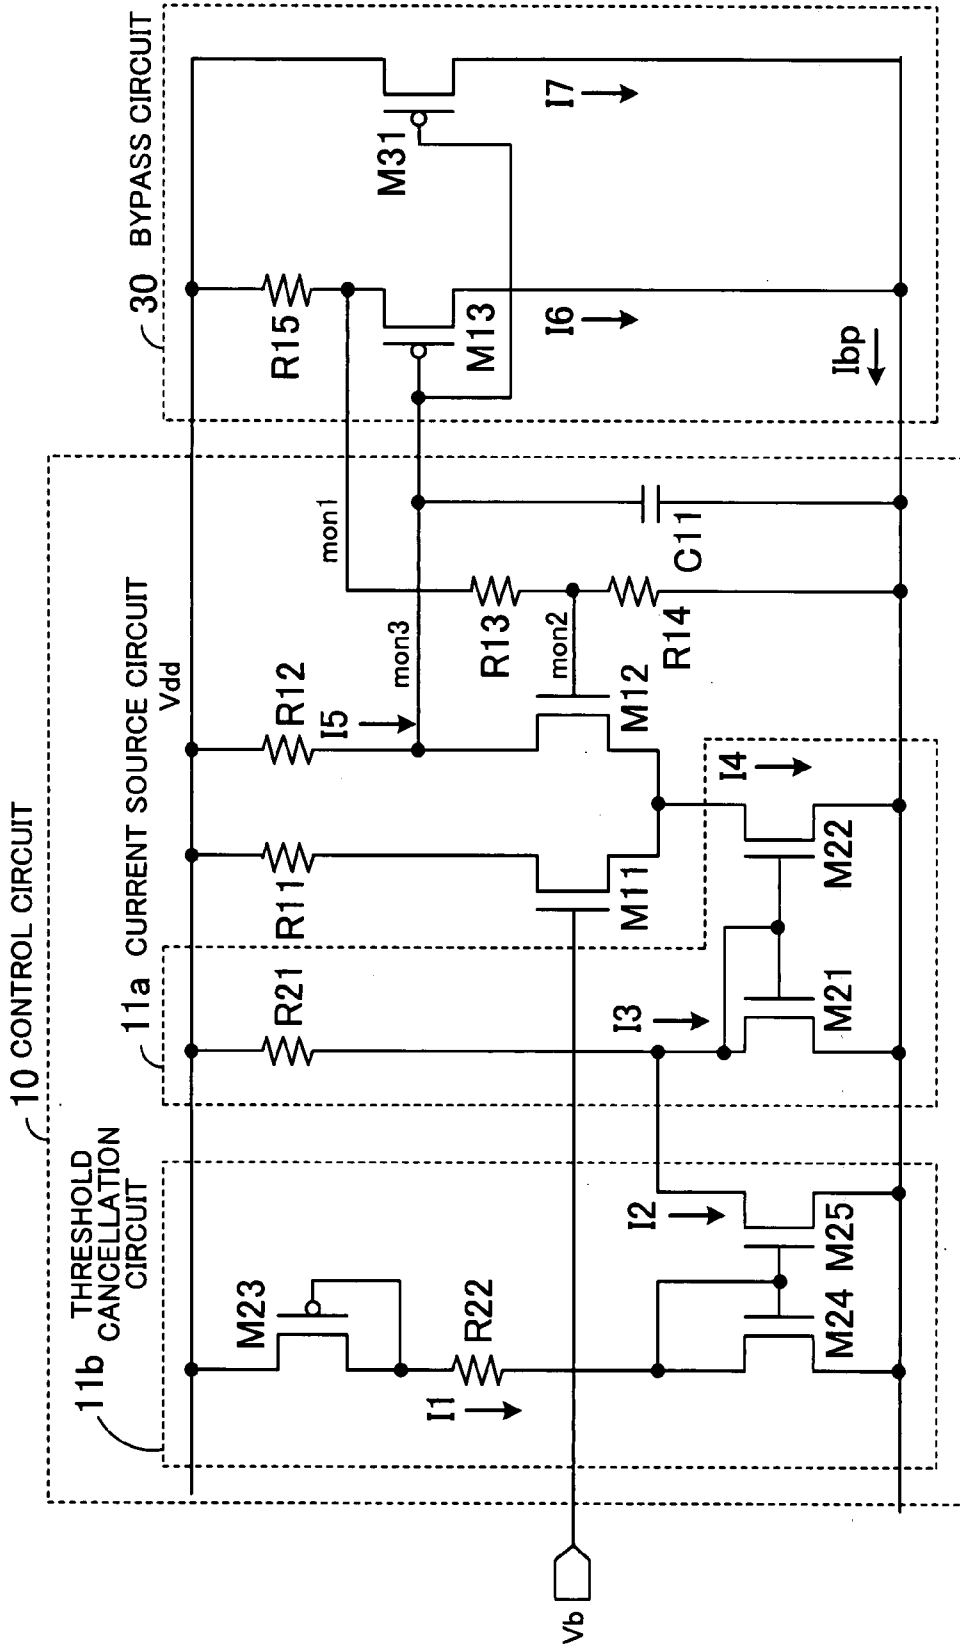 10 CONTROL CIRCUIT
11b THRESHOLD
CANCELLATION
CIRCUIT
11a CURRENT SOURCE CIRCUIT
Vdd
30 BYPASS CIRCUIT
M23
R22
I1
M24
M25
I2
R21
I3
M21
M22
I4
R11
R12
I5
M11
M12
mon3
mon1
mon2
R13
R14
C11
R15
M13
M31
I6
I7
Ibp
Vb